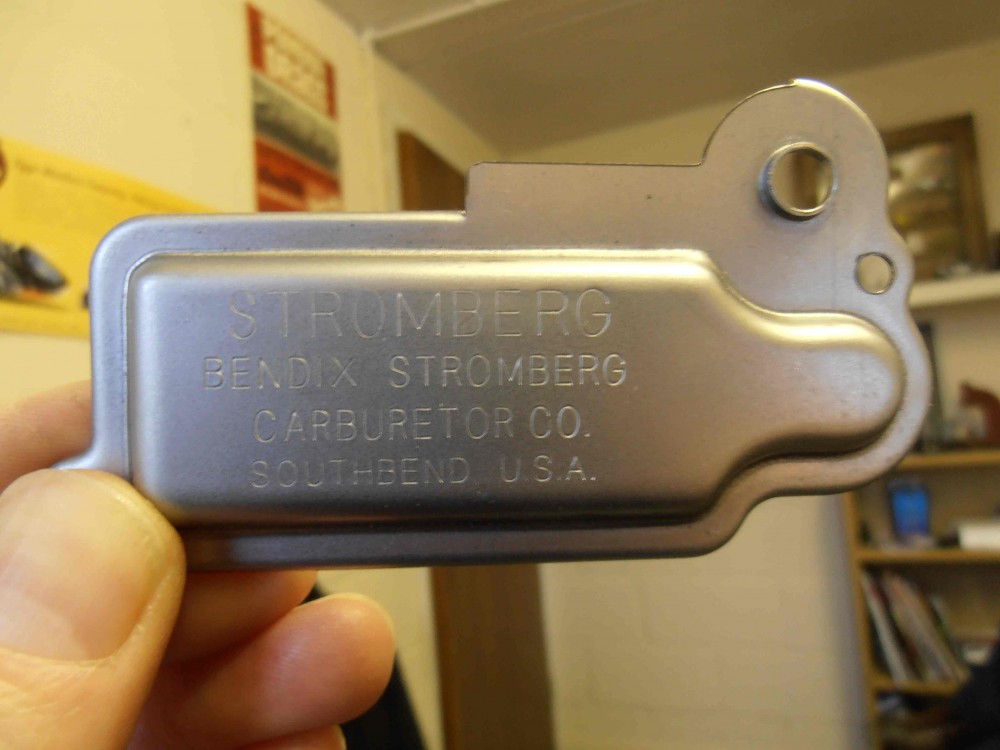 STROMBERG
BENDIX STROMBERG
CARBURETOR CO.
SOUTHBEND U.S.A.